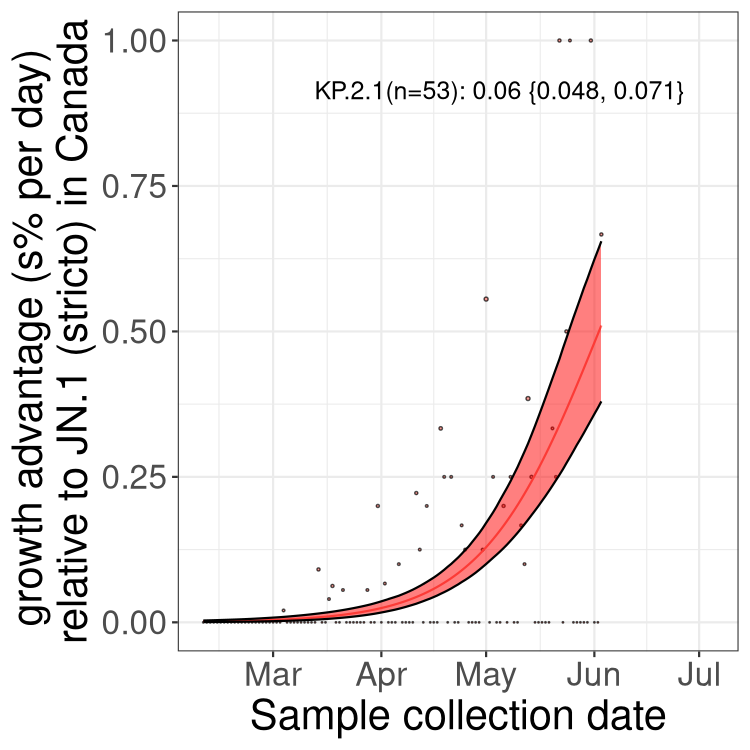 growth advantage (s% per day)
relative to JN.1 (stricto) in Canada
1.00
0.75
0.50
0.25
0.00
KP.2.1(n=53): 0.06 {0.048, 0.071}
Mar
Apr
May
Jun
Jul
Sample collection date